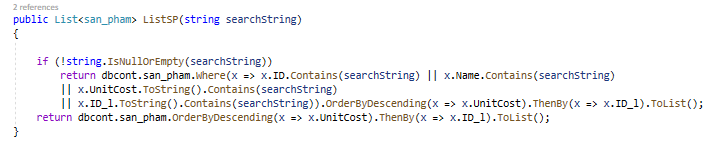 2 references
public List<san_pham> ListSP(string searchString)
{
if (!string.IsNullOrEmpty(searchString))
return dbcont.san_pham.Where(x => x.ID.Contains(searchString) || x.Name.Contains(searchString)
|| x.UnitCost.ToString().Contains(searchString)
|| x.ID_l.ToString().Contains(searchString)).OrderByDescending(x => x.UnitCost).ThenBy(x => x.ID_l).ToList();
return dbcont.san_pham.OrderByDescending(x => x.UnitCost).ThenBy(x => x.ID_l).ToList();
}